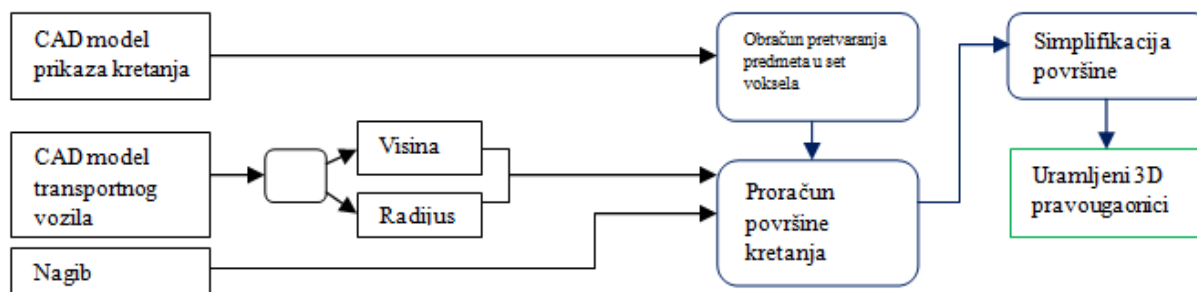 CAD model
prikaza kretanja
Obračun pretvaranja
predmeta u set
voksela
Simplifikacija
površine
CAD model
transportnog
vozila
Visina
Radijus
Proračun
površine
kretanja
Uramljeni 3D
pravougaonici
Nagib